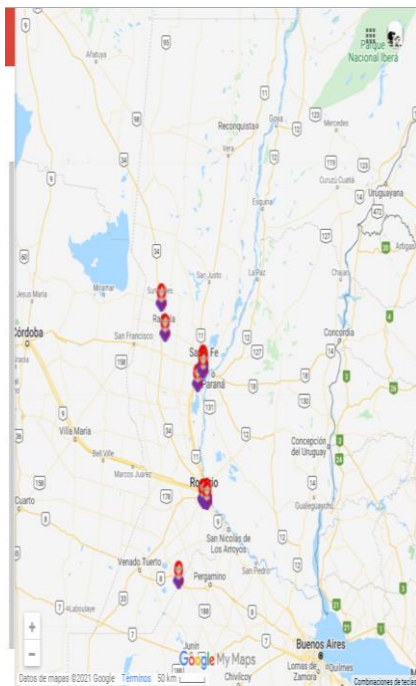 Añatuya
Parque
Nacional Iberá
Reconquista
Goya
Mercedes
Vera
Curuzú Cuatiá
Uruguayana
Esquina
Jesús María
Miramar
Sunchales
San Justo
La Paz
Chajarí
Artigas
Rafaela
Córdoba
San Francisco
Santa Fe
Concordia
Paraná
Villa María
Bell Ville
Marcos Juárez
Concepción
del Uruguay
Rosario
Cuarto
Gualeguaychú
San Nicolás de
Los Arroyos
Venado Tuerto
San Pedro
Pergamino
Laboulaye
Junín
Buenos Aires
Google My Maps
Lomas de
Zamora
Quilmes
Chivilcoy
Datos de mapas ©2021 Google
Términos
50 km
Combinaciones de teclas